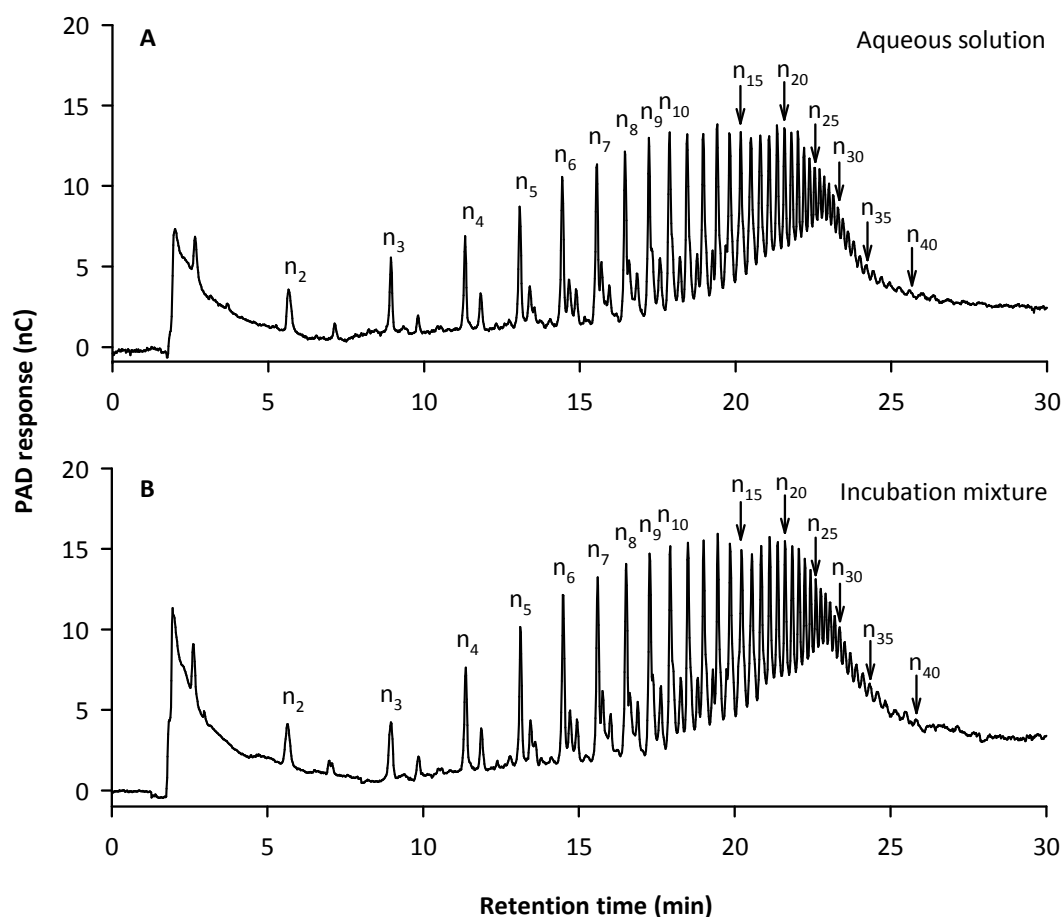 20
A
Aqueous solution
n15 n20
15
n25
n10
n9
n8
n7
n30
n6
10
n5
n35
n4
n3
n40
5
n2
0
0 5 10 15 20 25 30
PAD response (nC)
20
B
Incubation mixture
n15 n20
n10
n9
n8
15
n25
n7
n6
n30
n5
10
n35
n4
n40
n3
n2
5
0
0 5 10 15 20 25 30
Retention time (min)